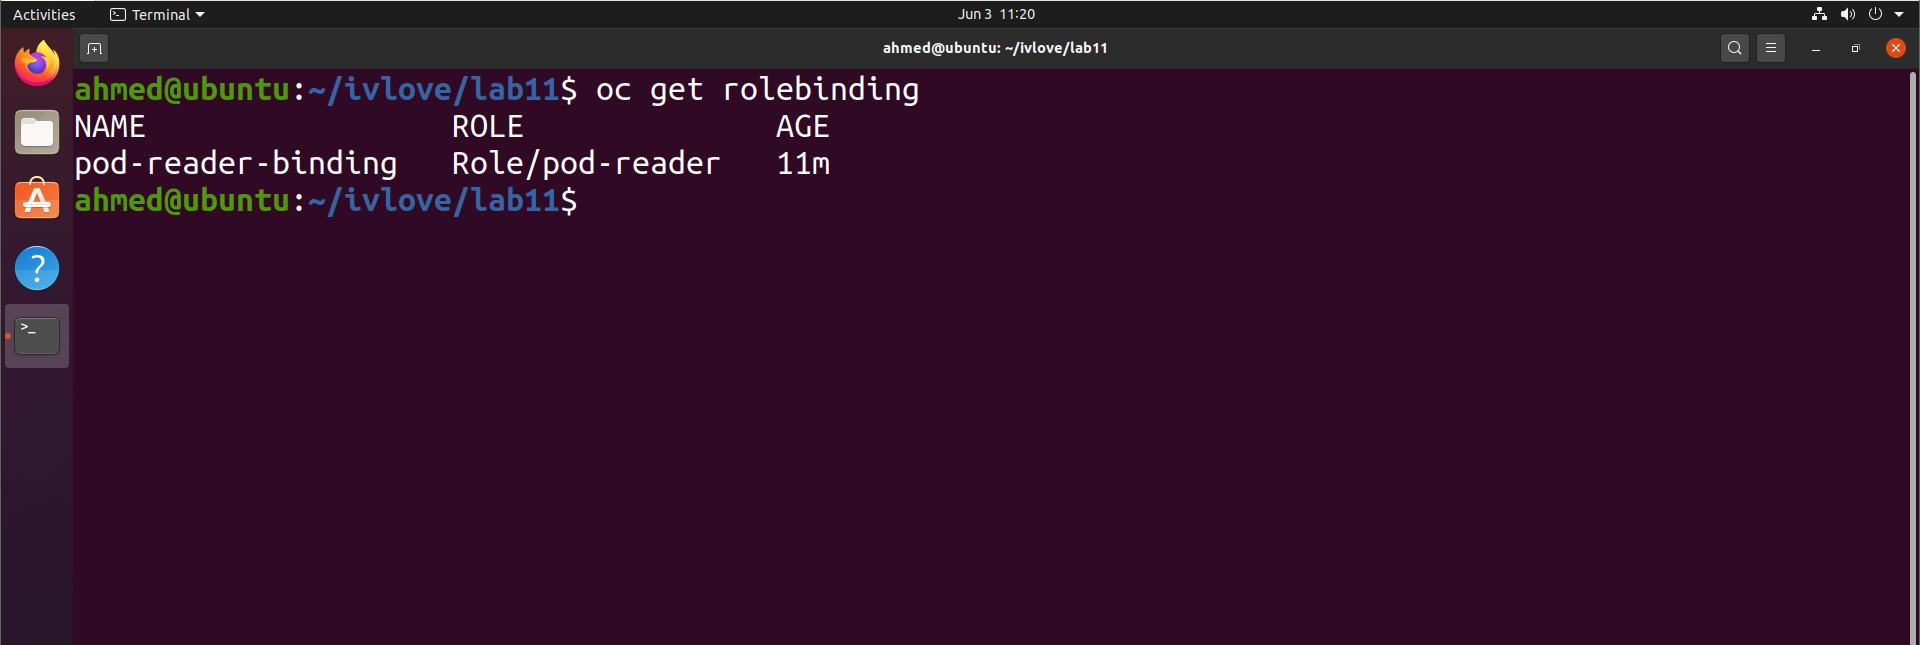 Activities Terminal Jun 3 11:20
ahmed@ubuntu: ~/ivlove/lab11
ahmed@ubuntu:~/ivlove/lab11$ oc get rolebinding
NAME ROLE AGE
pod-reader-binding Role/pod-reader 11m
ahmed@ubuntu:~/ivlove/lab11$